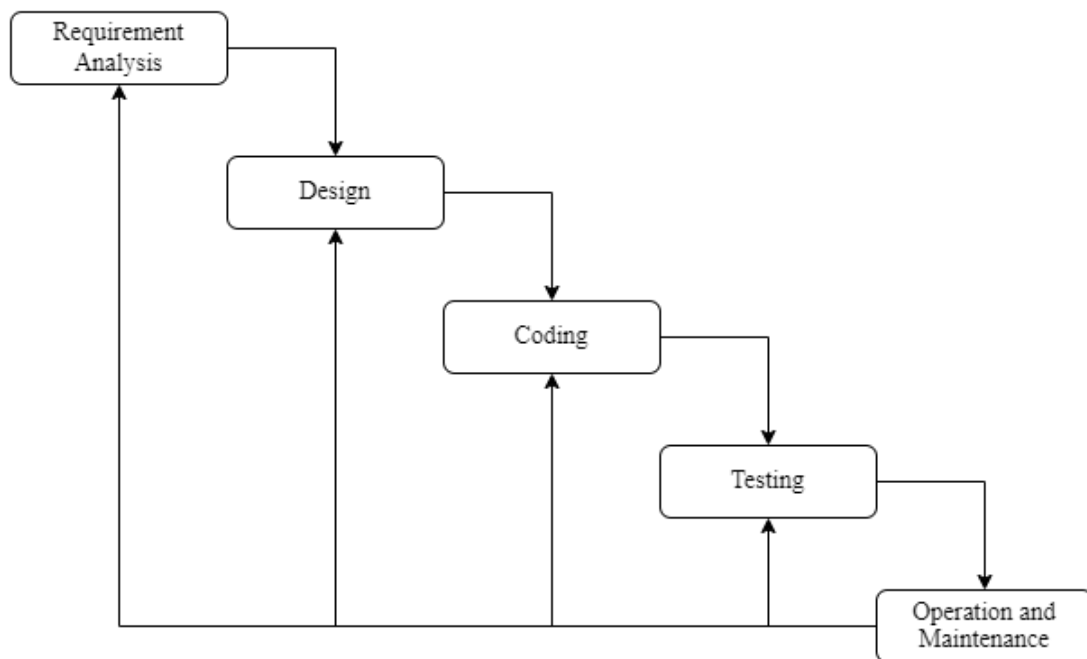 Requirement
Analysis
Design
Coding
Testing
Operation and
Maintenance